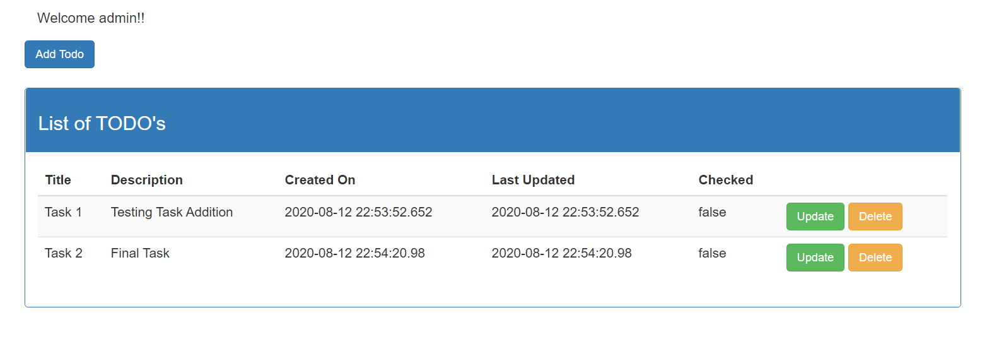 Welcome admin!!
Add Todo
List of TODO's
Title Description Created On Last Updated Checked
Task 1 Testing Task Addition 2020-08-12 22:53:52.652 2020-08-12 22:53:52.652 false Update Delete
Task 2 Final Task 2020-08-12 22:54:20.98 2020-08-12 22:54:20.98 false Update Delete